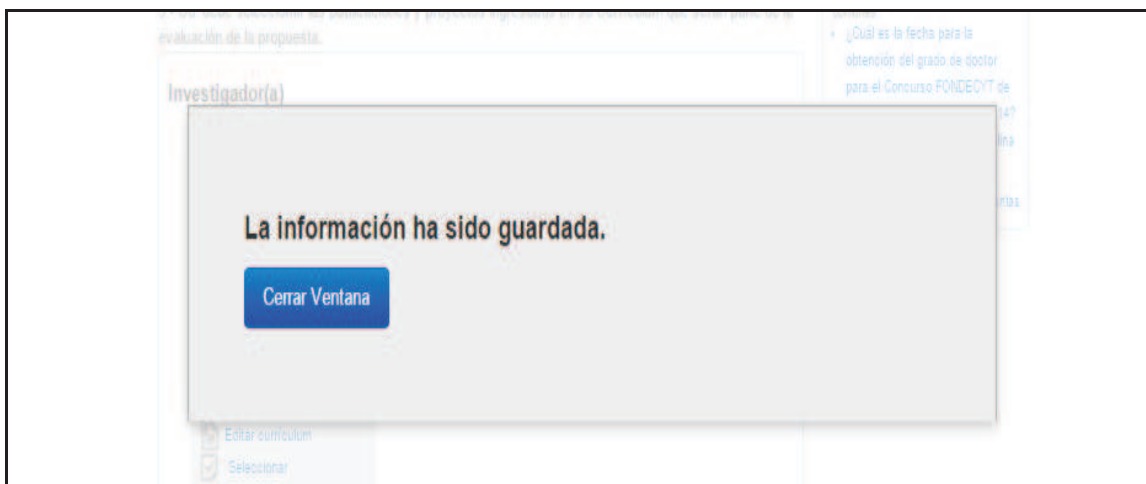 evaluación de la propuesta.
Investigador(a)
¿Cuál es la fecha para la
obtención del grado de doctor
para el Concurso FONDECYT de
La información ha sido guardada.
Cerrar Ventana
Editar currículum
Seleccionar